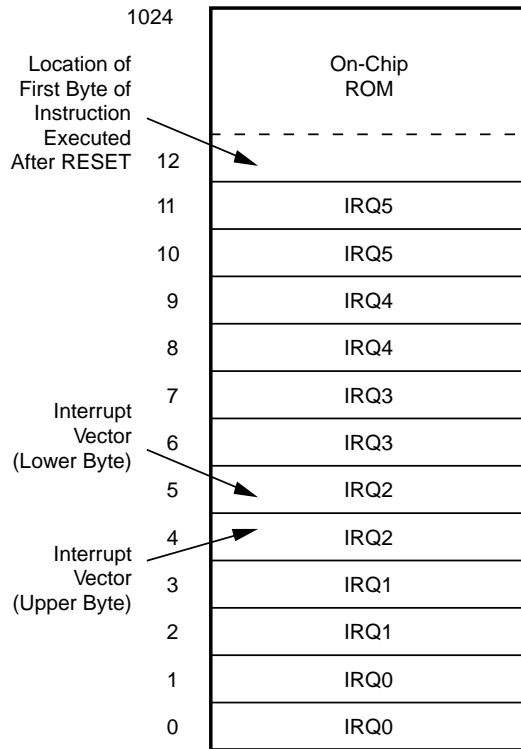 1024
Location of
First Byte of
Instruction
Executed
After RESET
On-Chip
ROM
12
11 IRQ5
10 IRQ5
9 IRQ4
8 IRQ4
7 IRQ3
Interrupt
Vector
(Lower Byte)
6 IRQ3
5 IRQ2
4 IRQ2
Interrupt
Vector
(Upper Byte)
3 IRQ1
2 IRQ1
1 IRQ0
0 IRQ0